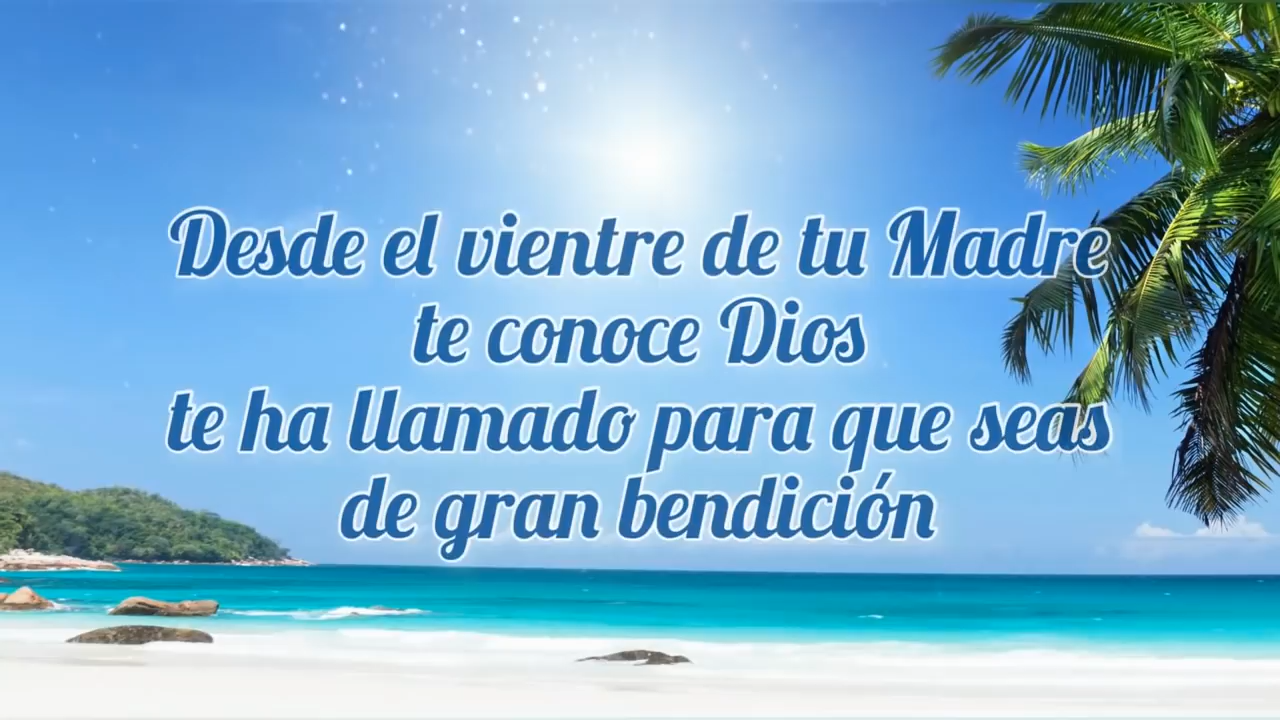 Desde el vientre de tu Madre
te conoce Dios
te ha llamado para que seas
de gran bendición